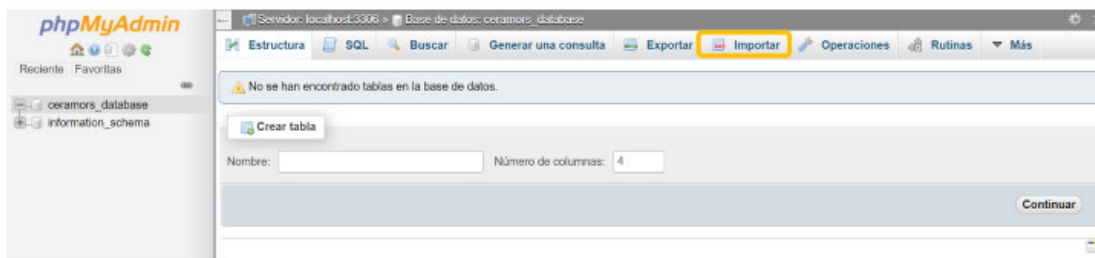 phpMyAdmin
Reciente Favoritas
ceramors_database
information_schema
Servidor: localhost:3306 » Base de datos: ceramors_database
Estructura SQL Buscar Generar una consulta Exportar Importar Operaciones Rutinas Más
No se han encontrado tablas en la base de datos.
Crear tabla
Nombre: Número de columnas: 4
Continuar